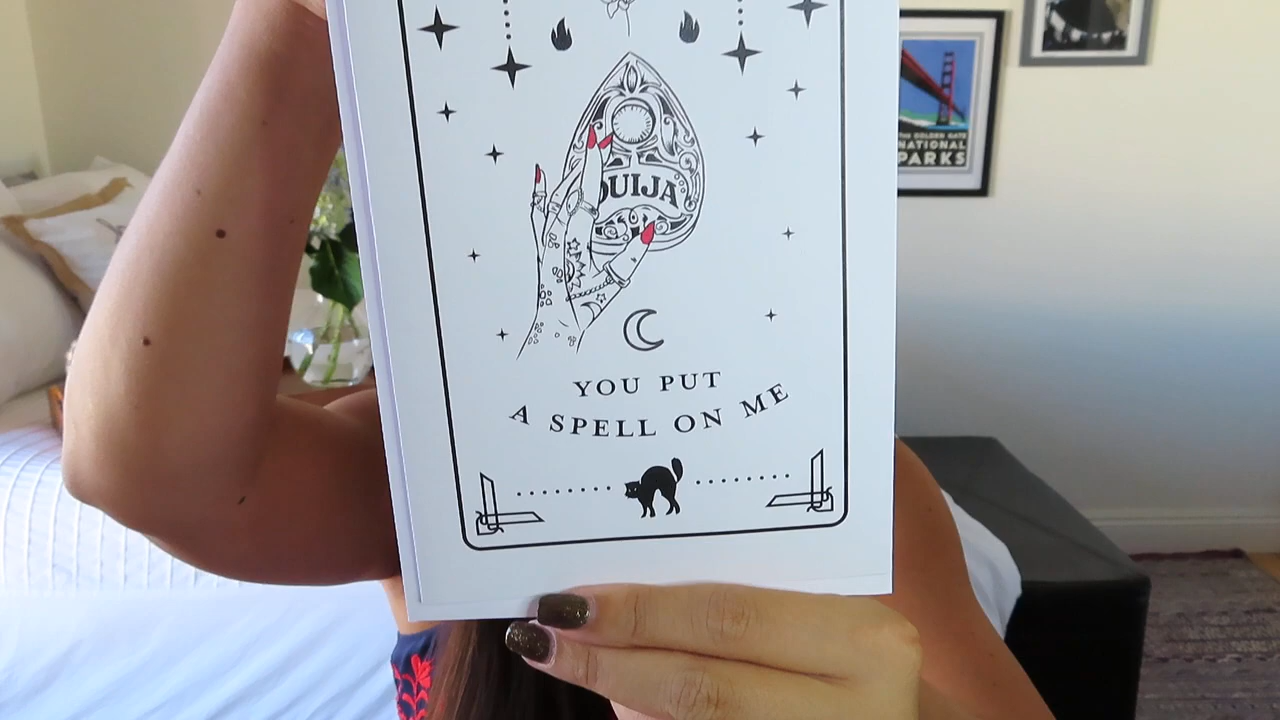 OUIJA
YOU PUT
A SPELL ON ME
THE GOLDEN GATE
NATIONAL
PARKS